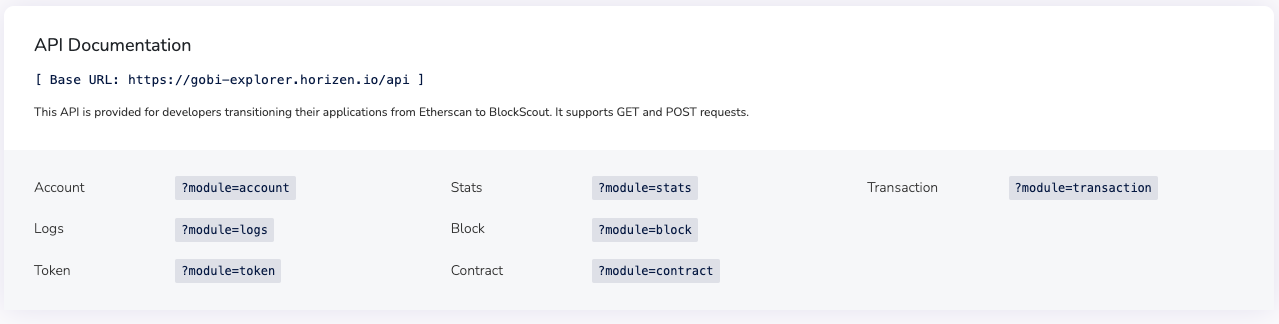 API Documentation
[ Base URL: https://gobi-explorer.horizen.io/api ]
This API is provided for developers transitioning their applications from Etherscan to BlockScout. It supports GET and POST requests.
Account ?module=account Stats ?module=stats Transaction ?module=transaction
Logs ?module=logs Block ?module=block
Token ?module=token Contract ?module=contract